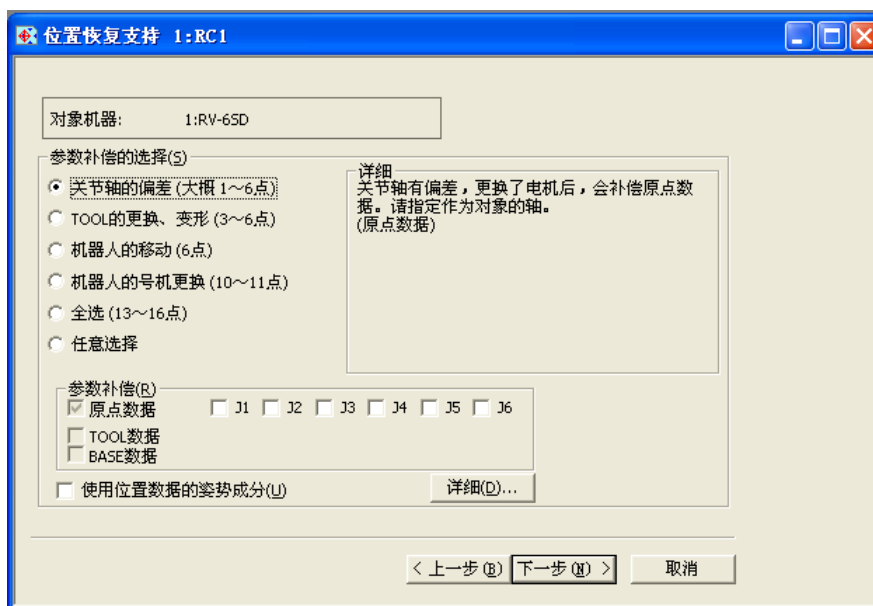 位置恢复支持 1:RC1
对象机器: 1:RV-6SD
参数补偿的选择(S)
关节轴的偏差(大概1～6点)
TOOL的更换、变形(3～6点)
机器人的移动(6点)
机器人的号机更换(10～11点)
全选(13～16点)
任意选择
详细
关节轴有偏差，更换了电机后，会补偿原点数
据。请指定作为对象的轴。
(原点数据)
参数补偿(R)
原点数据 J1 J2 J3 J4 J5 J6
TOOL数据
BASE数据
使用位置数据的姿势成分(U) 详细(D)...
< 上一步(B) 下一步(N) > 取消